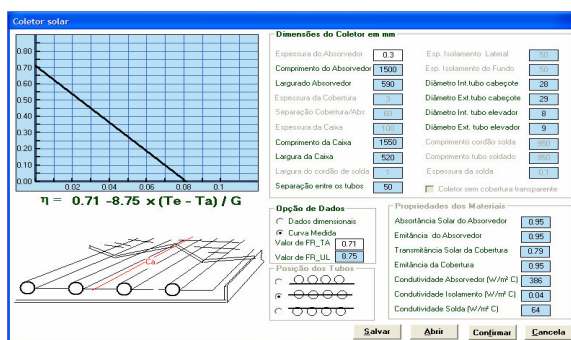 Coletor solar
0.80
0.70
0.60
0.50
0.40
0.30
0.20
0.10
0.00
0.02 0.04 0.06 0.08 0.1
η = 0.71 -8.75 x (Te - Ta) / G
Ca
Dimensões do Coletor em mm
Espessura do Absorvedor 0.3
Comprimento do Absorvedor 1500
Largurado Absorvedor 590
Espessura da Cobertura 3
Separação Cobertura/Abs 60
Espessura da Caixa 100
Comprimento da Caixa 1550
Largura da Caixa 520
Largura do cordão de solda 1
Separação entre os tubos 50
Esp. Isolamento Lateral 50
Esp. Isolamento do Fundo 50
Diâmetro Int.tubo cabeçote 28
Diâmetro Ext.tubo cabeçote 29
Diâmetro Int. tubo elevador 8
Diâmetro Ext. tubo elevador 9
Comprimento cordão solda 950
Comprimento tubo soldado 950
Espessura da solda 0.1
Coletor sem cobertura transparente
Opção de Dados
Dados dimensionais
Curva Medida
Valor de FR_TA 0.71
Valor de FR_UL 8.75
Posição dos Tubos
Propriedades dos Materiais
Absortância Solar do Absorvedor 0.95
Emitância do Absorvedor 0.95
Transmitância Solar da Cobertura 0.79
Emitância da Cobertura 0.95
Condutividade Absorvedor (W/m² C) 386
Condutividade Isolamento (W/m² C) 0.04
Condutividade Solda (W/m² C) 64
Salvar Abrir Confirmar Cancela